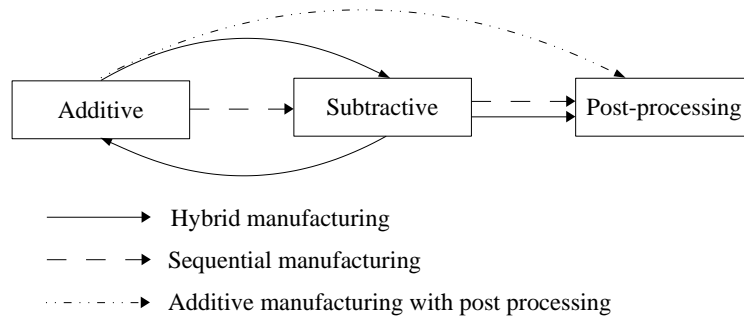 Additive
Subtractive
Post-processing
Hybrid manufacturing
Sequential manufacturing
Additive manufacturing with post processing